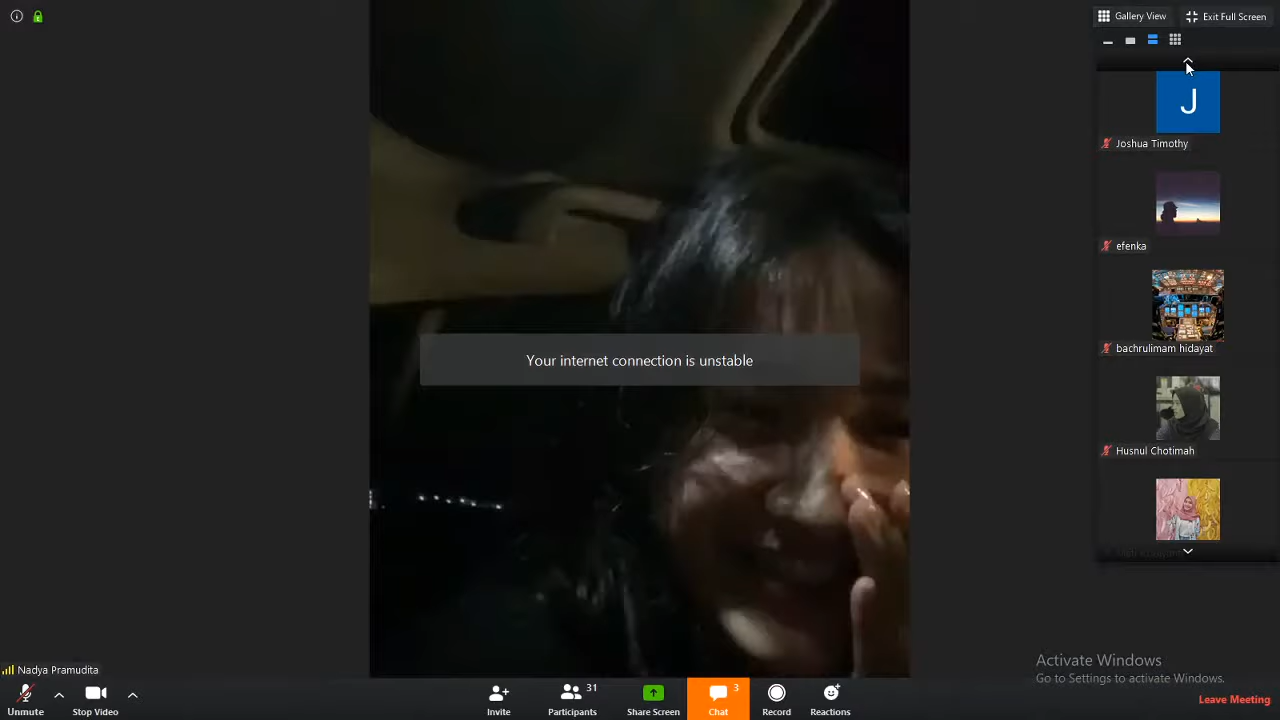 Gallery View
Exit Full Screen
J
Joshua Timothy
efenka
bachrulimam hidayat
Husnul Chotimah
Your internet connection is unstable
Activate Windows
Go to Settings to activate Windows.
Nadya Pramudita
Unmute
Stop Video
Invite
31
Participants
Share Screen
3
Chat
Record
Reactions
Leave Meeting